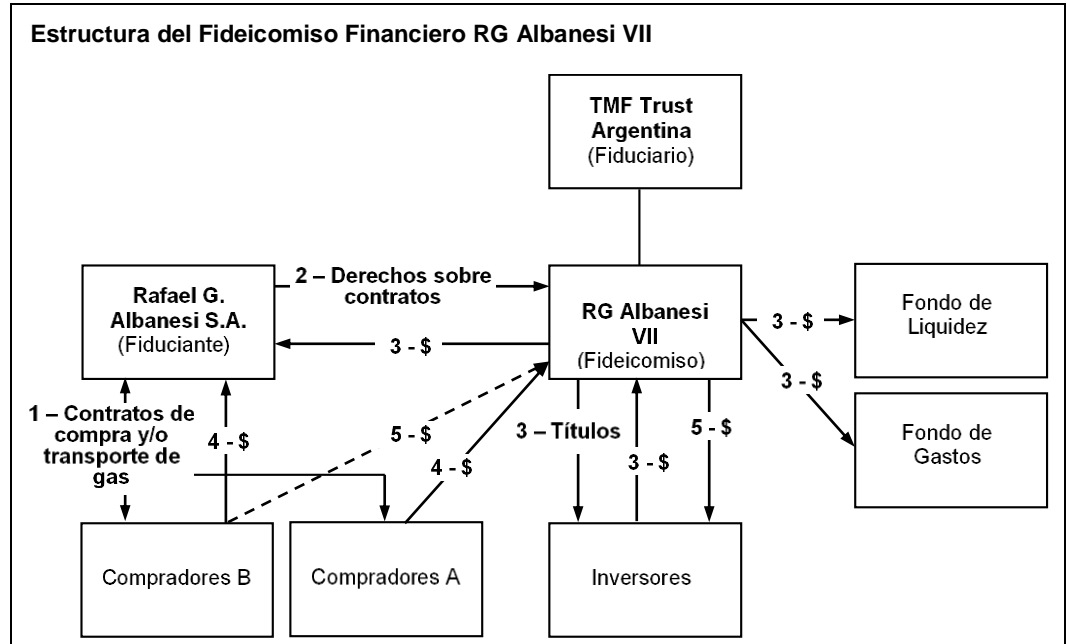 Estructura del Fideicomiso Financiero RG Albanesi VII
TMF Trust
Argentina
(Fiduciario)
Rafael G.
Albanesi S.A.
(Fiduciante)
2 – Derechos sobre
contratos
3 - $
RG Albanesi
VII
(Fideicomiso)
3 - $
Fondo de
Liquidez
3 - $
Fondo de
Gastos
1 – Contratos de
compra y/o
transporte de
gas
4 - $
5 - $
4 - $
3 – Títulos
3 - $
5 - $
Compradores B
Compradores A
Inversores